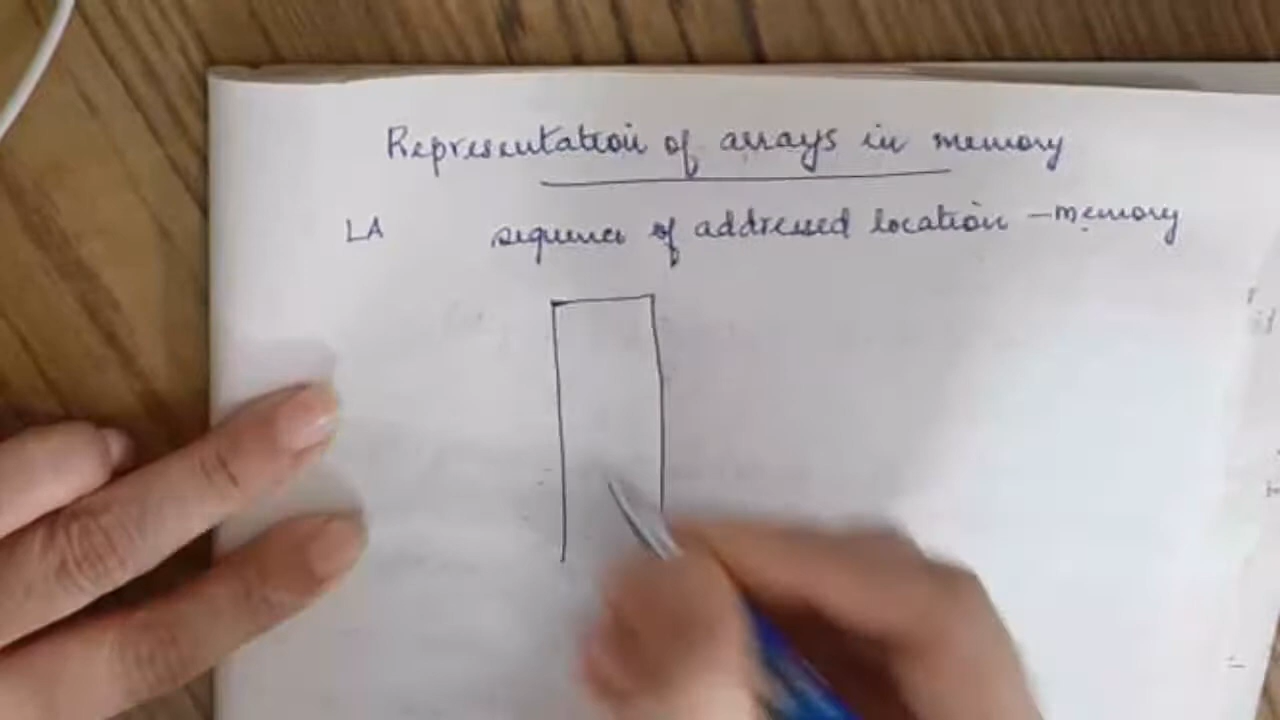 Representation of arrays in memory
LA sequence of addressed location - memory